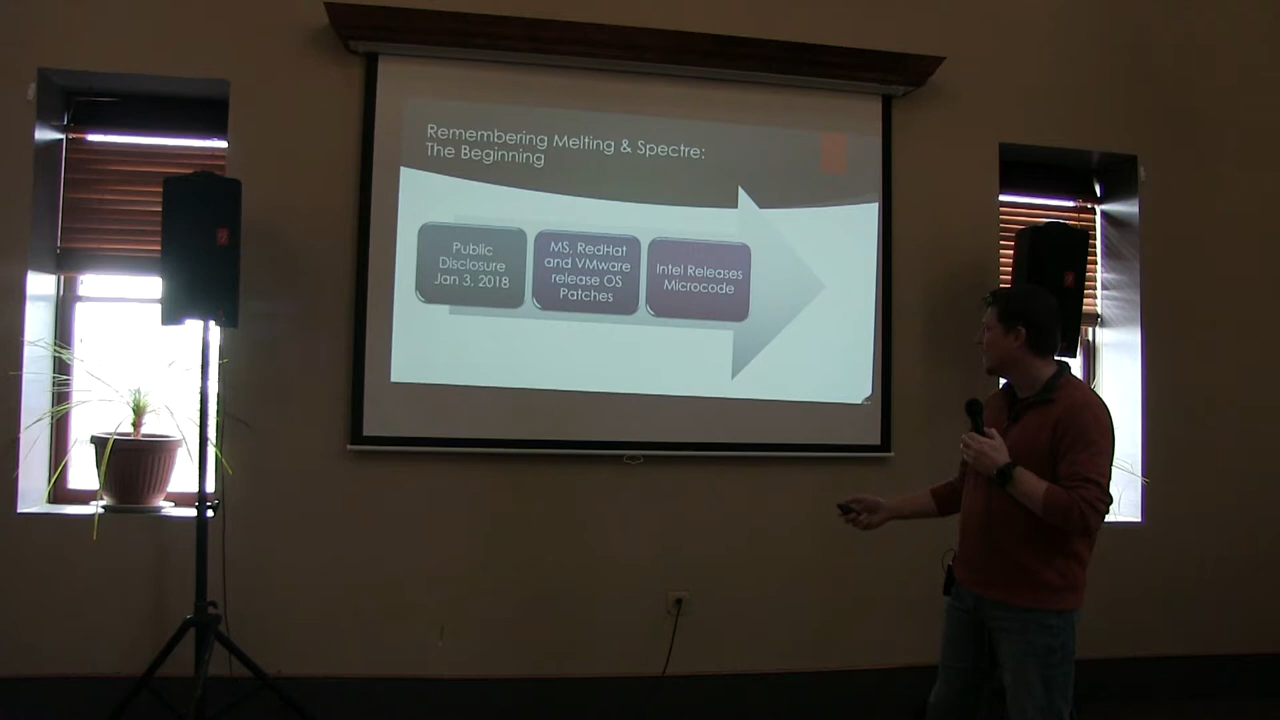 Remembering Melting & Spectre:
The Beginning
Public
Disclosure
Jan 3, 2018
MS, RedHat
and VMware
release OS
Patches
Intel Releases
Microcode